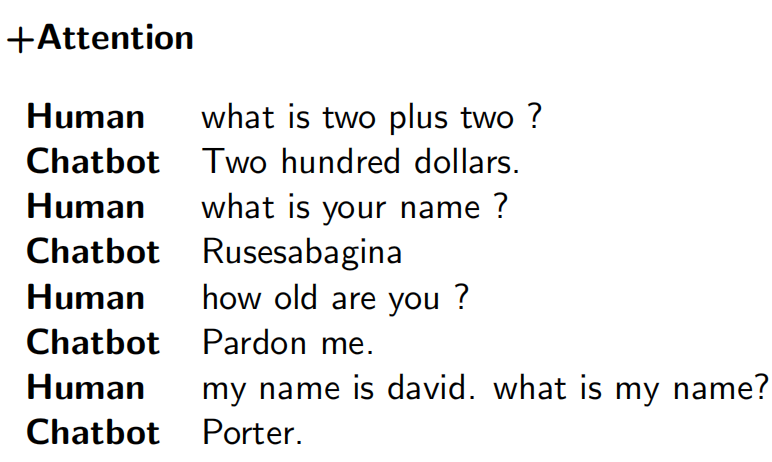 +Attention
Human what is two plus two ?
Chatbot Two hundred dollars.
Human what is your name ?
Chatbot Rusesabagina
Human how old are you ?
Chatbot Pardon me.
Human my name is david. what is my name?
Chatbot Porter.